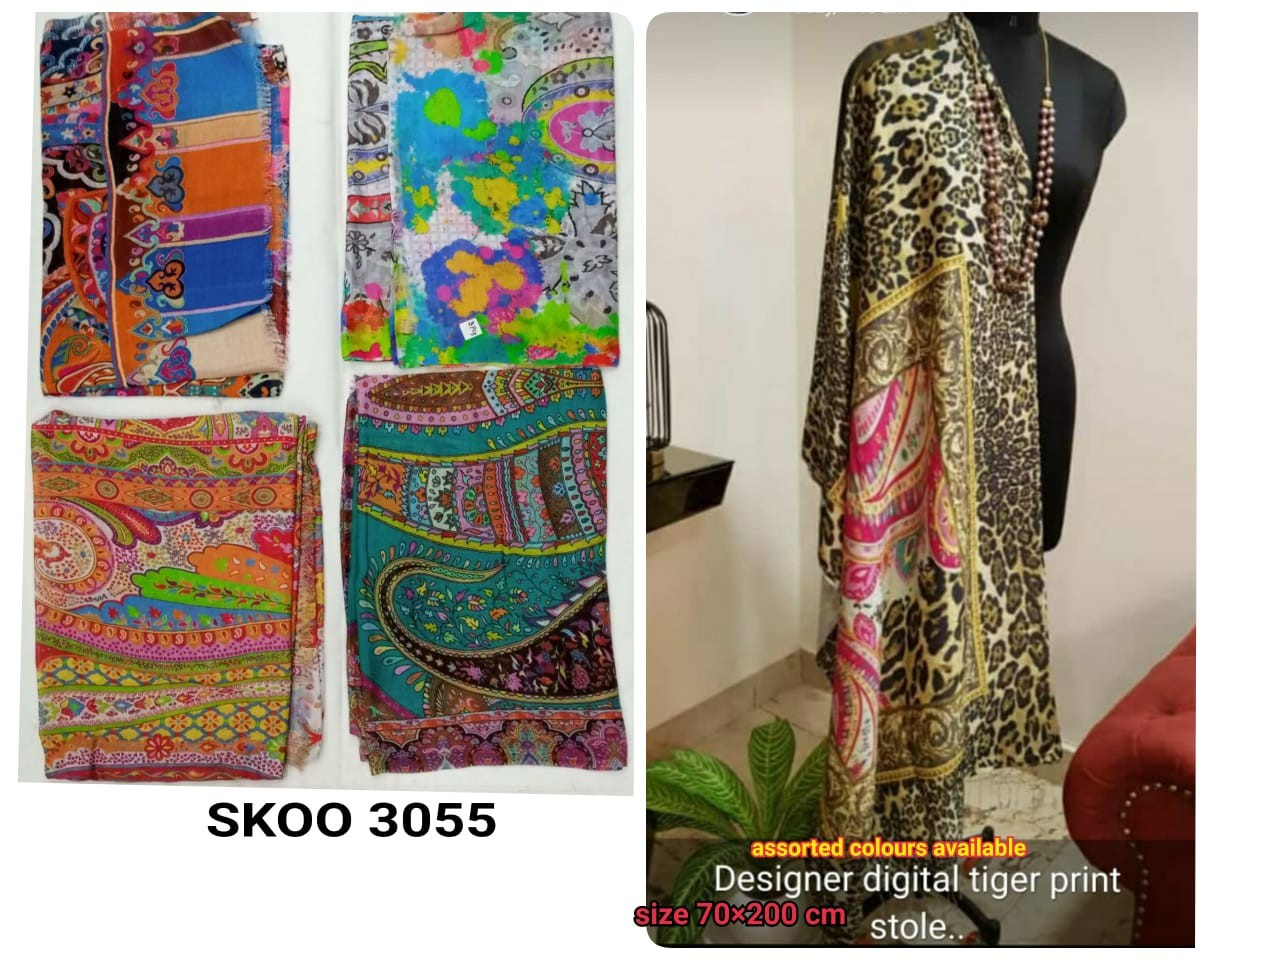 SKOO 3055
assorted colours available
Designer digital tiger print
size 70×200 cm
stole..